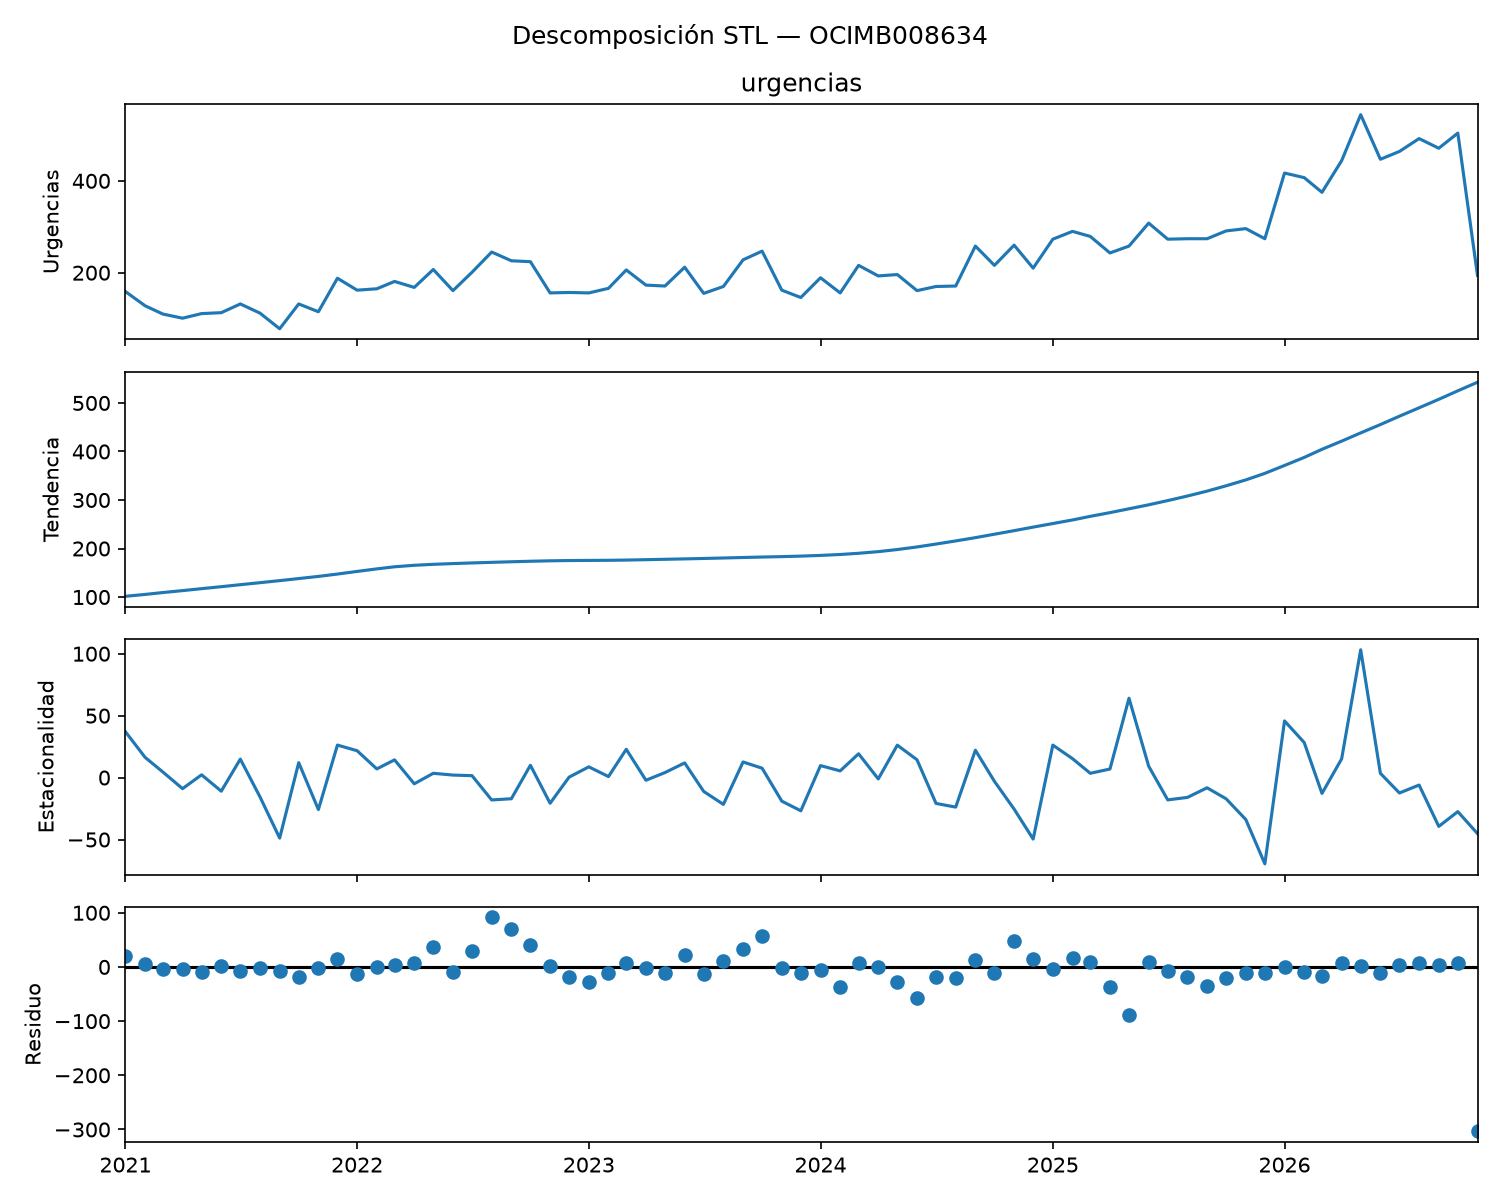 Descomposición STL — OCIMB008634
urgencias
Urgencias
400
200
Tendencia
500
400
300
200
100
Estacionalidad
100
50
0
−50
Residuo
100
0
−100
−200
−300
2021 2022 2023 2024 2025 2026